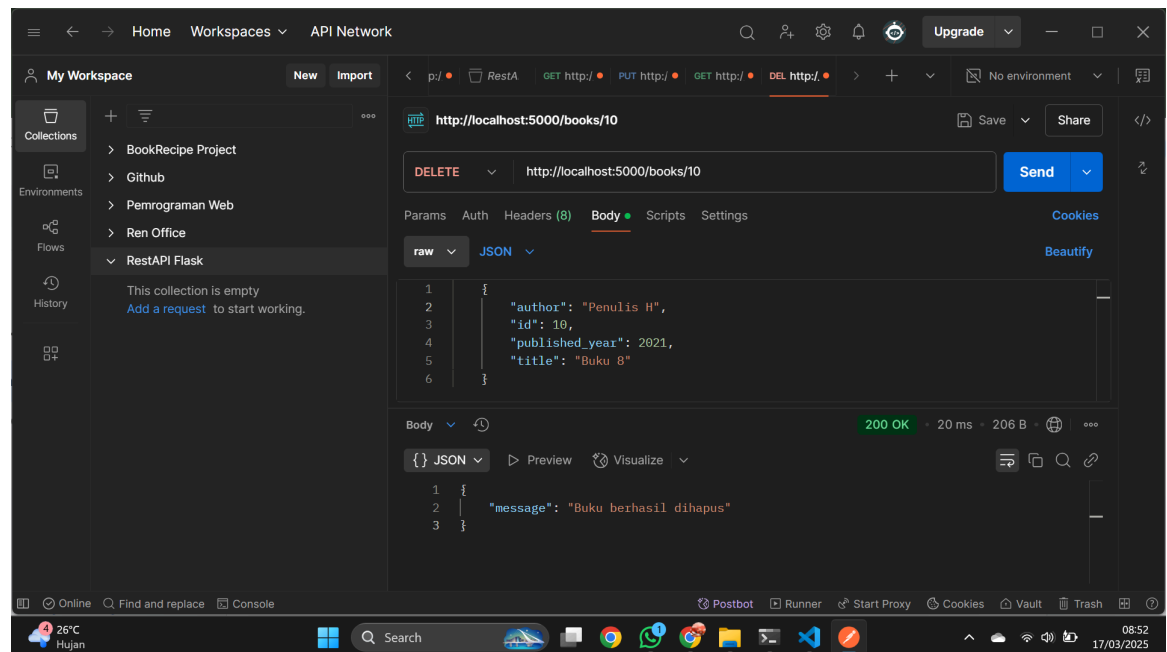 Home Workspaces API Network Upgrade
My Workspace New Import p:/ RestA GET http:/ PUT http:/ GET http:/ DEL http:/. No environment
Collections
Environments
Flows
History
BookRecipe Project
Github
Pemrograman Web
Ren Office
RestAPI Flask
This collection is empty
Add a request to start working.
HTTP http://localhost:5000/books/10 Save Share
DELETE http://localhost:5000/books/10 Send
Params Auth Headers (8) Body Scripts Settings Cookies
raw JSON Beautify
1 {
2 "author": "Penulis H",
3 "id": 10,
4 "published_year": 2021,
5 "title": "Buku 8"
6 }
Body 200 OK 20 ms 206 B
{} JSON Preview Visualize
1 {
2 "message": "Buku berhasil dihapus"
3 }
Online Find and replace Console Postbot Runner Start Proxy Cookies Vault Trash
4 26°C
Hujan
Search
1
08:52
17/03/2025